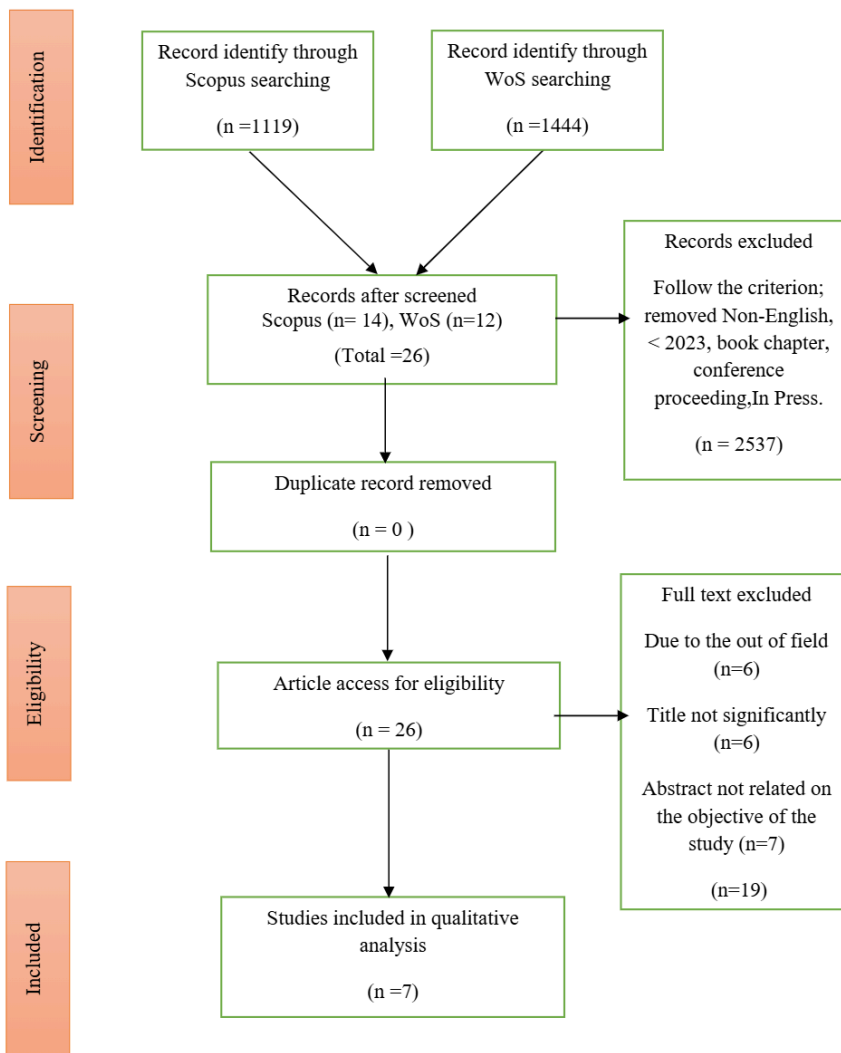 Identification
Record identify through
Scopus searching
(n =1119)
Record identify through
WoS searching
(n =1444)
Screening
Records after screened
Scopus (n= 14), WoS (n=12)
(Total =26)
Records excluded
Follow the criterion;
removed Non-English,
< 2023, book chapter,
conference
proceeding,In Press.
(n = 2537)
Duplicate record removed
(n = 0 )
Eligibility
Article access for eligibility
(n = 26)
Full text excluded
Due to the out of field
(n=6)
Title not significantly
(n=6)
Abstract not related on
the objective of the
study (n=7)
(n=19)
Included
Studies included in qualitative
analysis
(n =7)